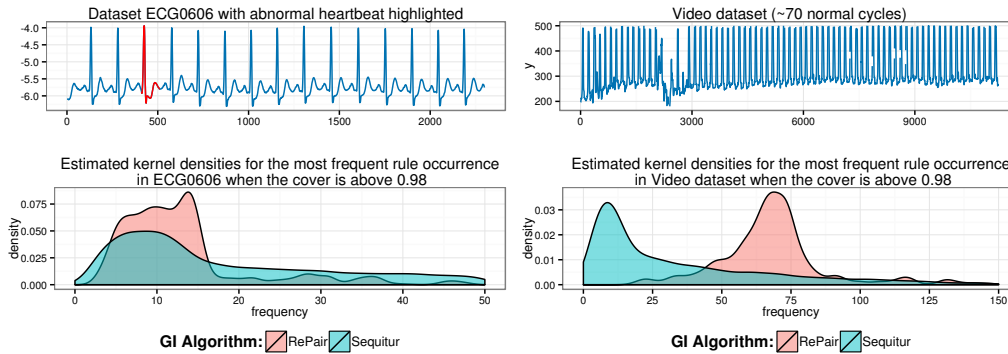 Dataset ECG0606 with abnormal heartbeat highlighted
-4.0
-4.5
-5.0
-5.5
-6.0
0 500 1000 1500 2000
Video dataset (~70 normal cycles)
y
500
400
300
200
0 3000 6000 9000
Estimated kernel densities for the most frequent rule occurrence
in ECG0606 when the cover is above 0.98
density
0.075
0.050
0.025
0.000
0 10 20 30 40 50
frequency
GI Algorithm: RePair Sequitur
Estimated kernel densities for the most frequent rule occurrence
in Video dataset when the cover is above 0.98
density
0.03
0.02
0.01
0.00
0 25 50 75 100 125 150
frequency
GI Algorithm: RePair Sequitur